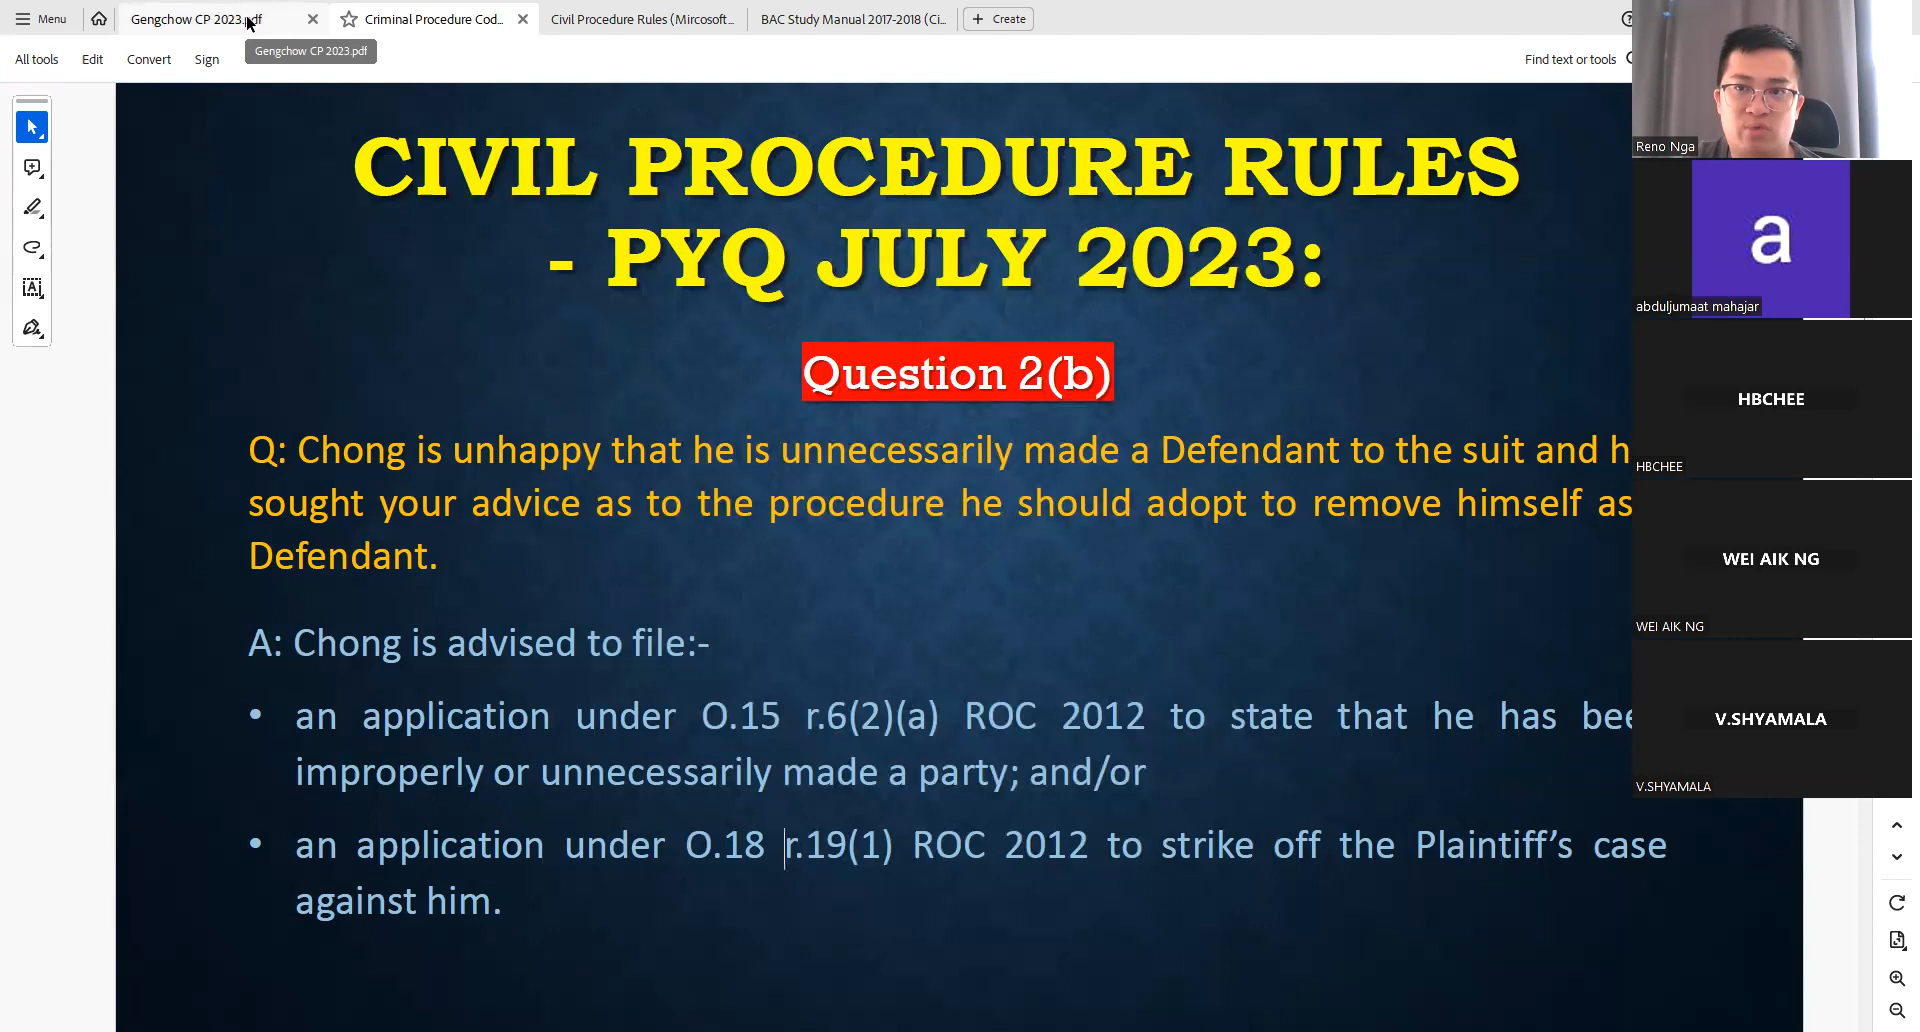 Menu
Gengchow CP 2023.pdf
Criminal Procedure Cod...
Civil Procedure Rules (Mircosoft...
BAC Study Manual 2017-2018 (Ci...
+ Create
Gengchow CP 2023.pdf
All tools
Edit
Convert
Sign
Find text or tools
CIVIL PROCEDURE RULES
- PYQ JULY 2023:
Question 2(b)
Q: Chong is unhappy that he is unnecessarily made a Defendant to the suit and h
sought your advice as to the procedure he should adopt to remove himself as
Defendant.
A: Chong is advised to file:-
• an application under O.15 r.6(2)(a) ROC 2012 to state that he has bee
improperly or unnecessarily made a party; and/or
• an application under O.18 r.19(1) ROC 2012 to strike off the Plaintiff’s case
against him.
Reno Nga
a
abduljumaat mahajar
HBCHEE
HBCHEE
WEI AIK NG
WEI AIK NG
V.SHYAMALA
V.SHYAMALA